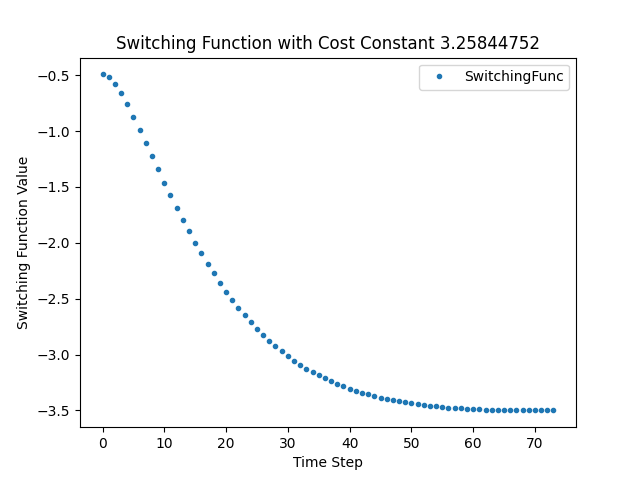 Switching Function with Cost Constant 3.25844752
SwitchingFunc
Switching Function Value
−0.5
−1.0
−1.5
−2.0
−2.5
−3.0
−3.5
0 10 20 30 40 50 60 70
Time Step